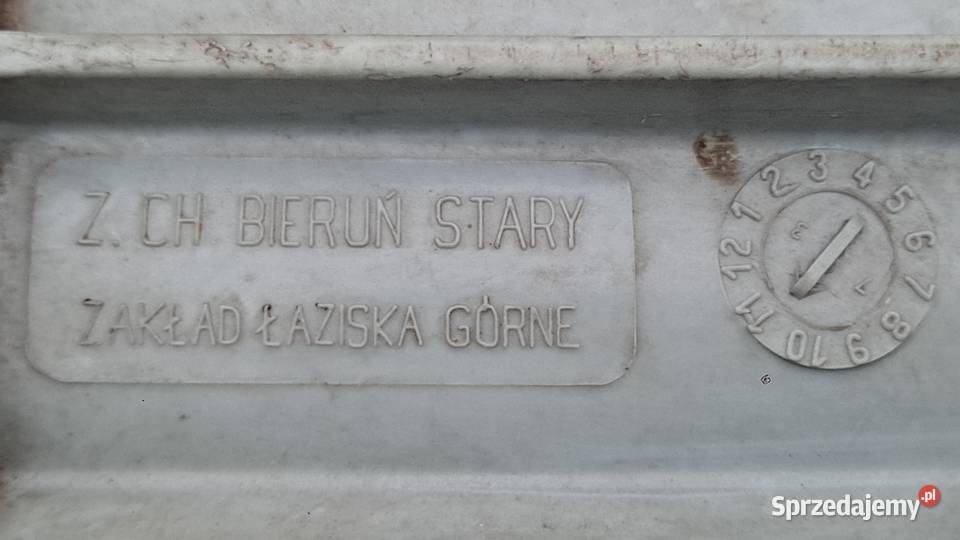 Z. CH BIERUŃ STARY
ZAKŁAD ŁAZISKA GÓRNE
1 2 3 4 5 6 7 8 9 10 11 12
Sprzedajemy.pl